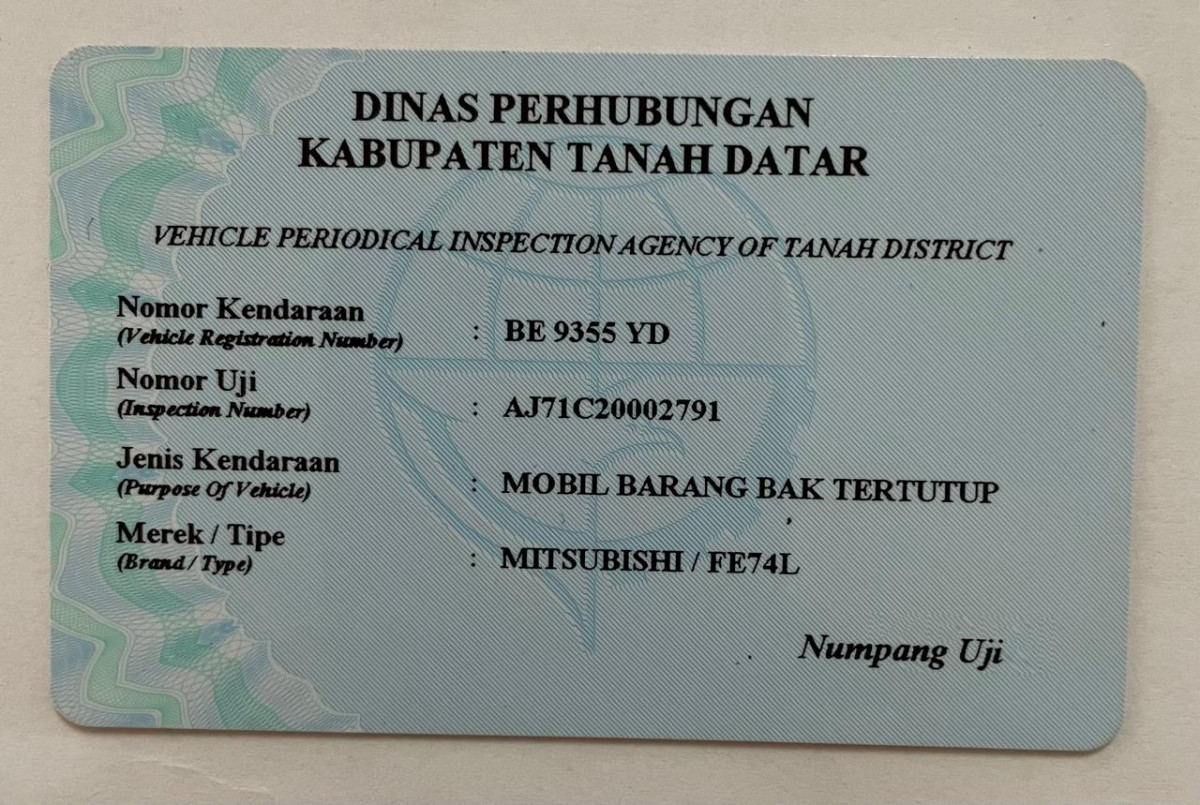 DINAS PERHUBUNGAN
KABUPATEN TANAH DATAR
VEHICLE PERIODICAL INSPECTION AGENCY OF TANAH DISTRICT
Nomor Kendaraan
(Vehicle Registration Number) : BE 9355 YD
Nomor Uji
(Inspection Number) : AJ71C20002791
Jenis Kendaraan
(Purpose Of Vehicle) : MOBIL BARANG BAK TERTUTUP
Merek / Tipe
(Brand / Type) : MITSUBISHI / FE74L
Numpang Uji